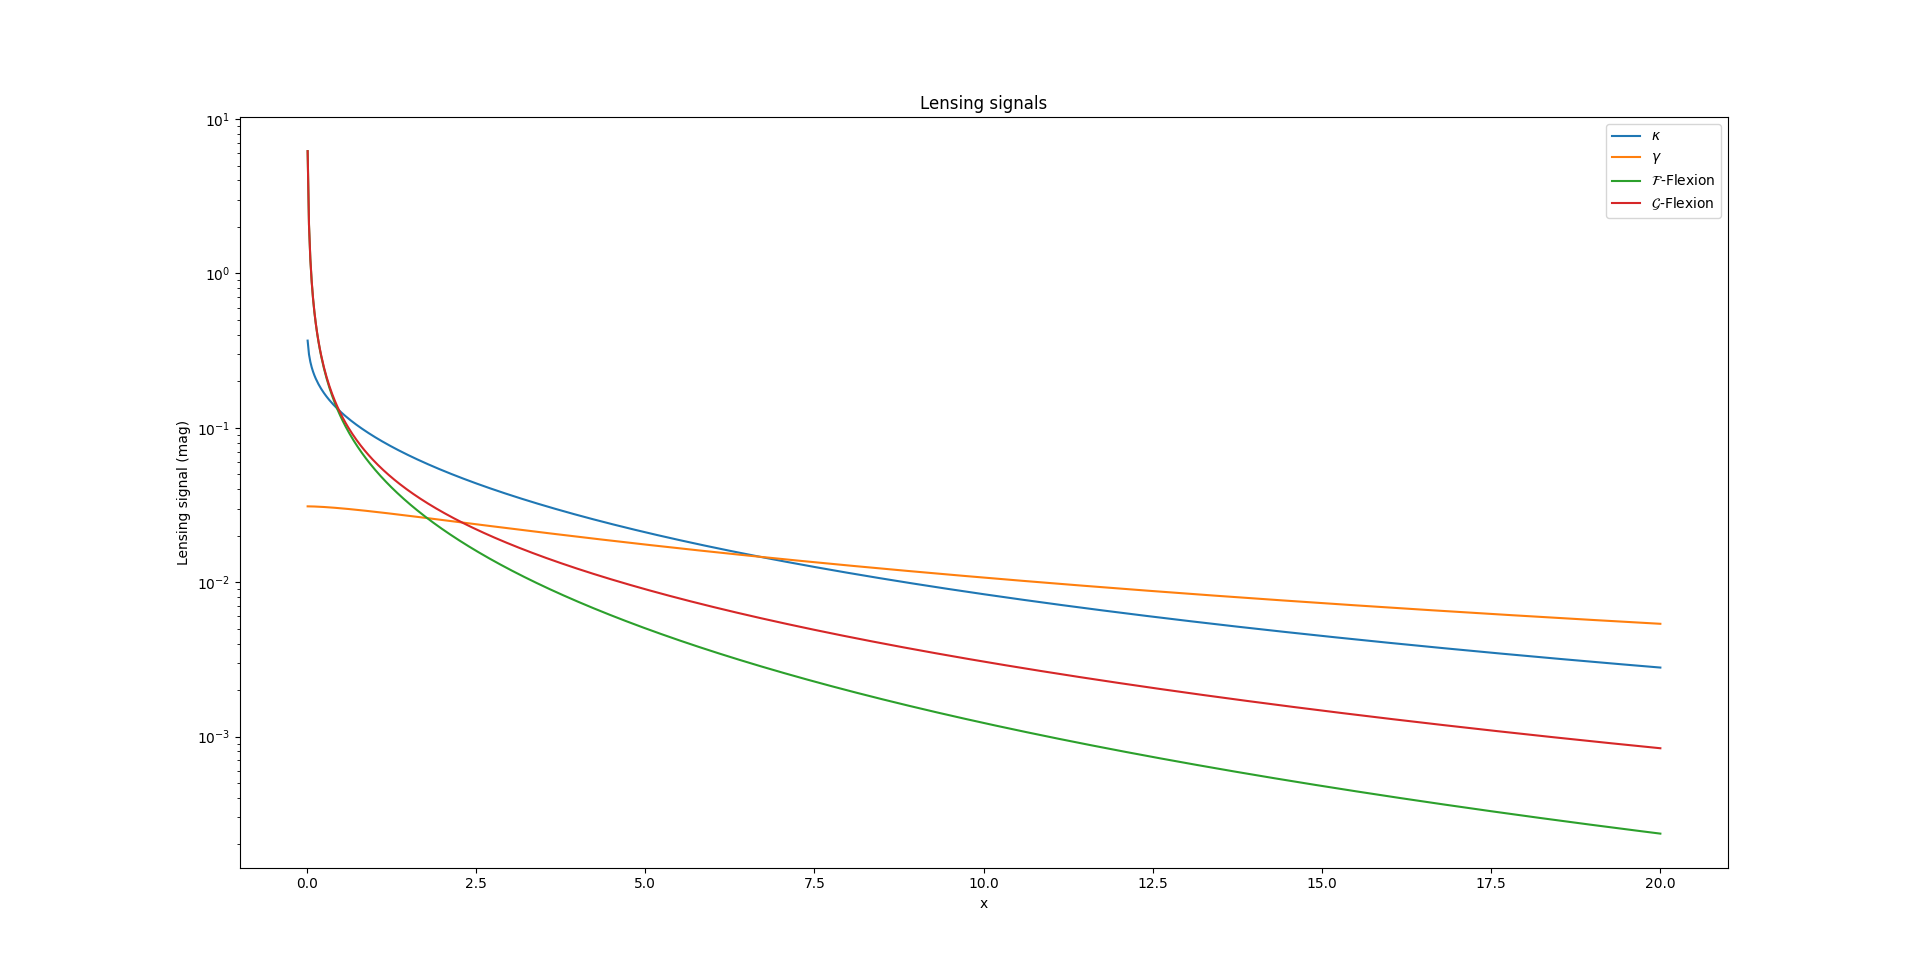 Lensing signals
10¹
10⁰
10⁻¹
10⁻²
10⁻³
Lensing signal (mag)
κ
γ
ℱ-Flexion
𝒢-Flexion
0.0 2.5 5.0 7.5 10.0 12.5 15.0 17.5 20.0
x